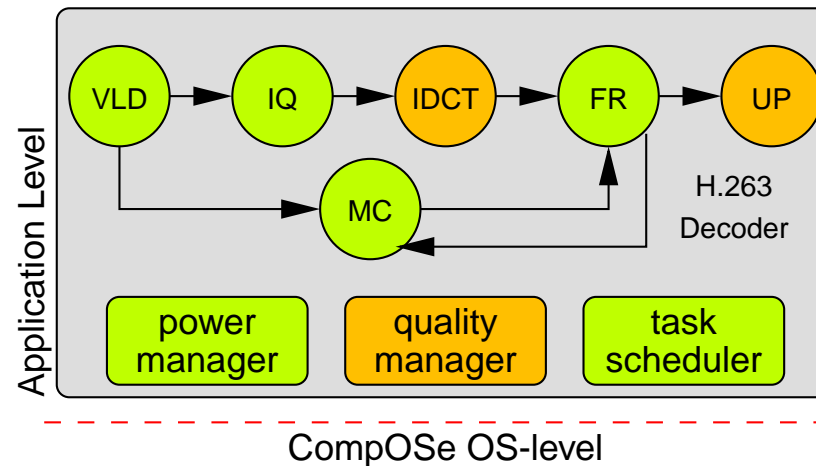 VLD
IQ
IDCT
FR
UP
MC
H.263
Decoder
power
manager
quality
manager
task
scheduler
Application Level
CompOSe OS-level